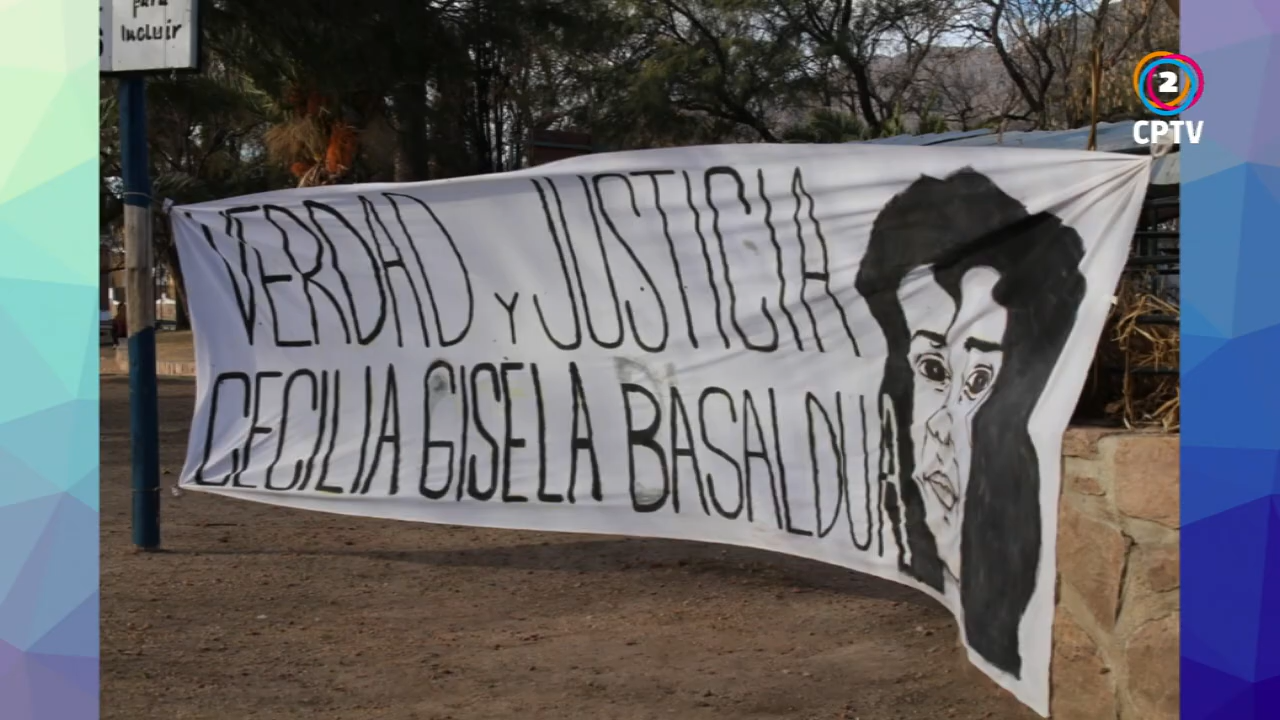 para
Incluir
2
CPTV
VERDAD Y JUSTICIA
CECILIA GISELA BASALDUA